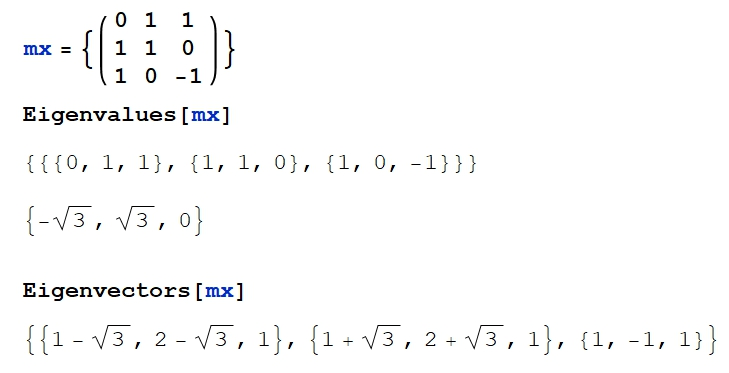 mx = {(0 1 1
1 1 0
1 0 -1)}
Eigenvalues[mx]
{{{0, 1, 1}, {1, 1, 0}, {1, 0, -1}}}
{-√3, √3, 0}
Eigenvectors[mx]
{{1 - √3, 2 - √3, 1}, {1 + √3, 2 + √3, 1}, {1, -1, 1}}